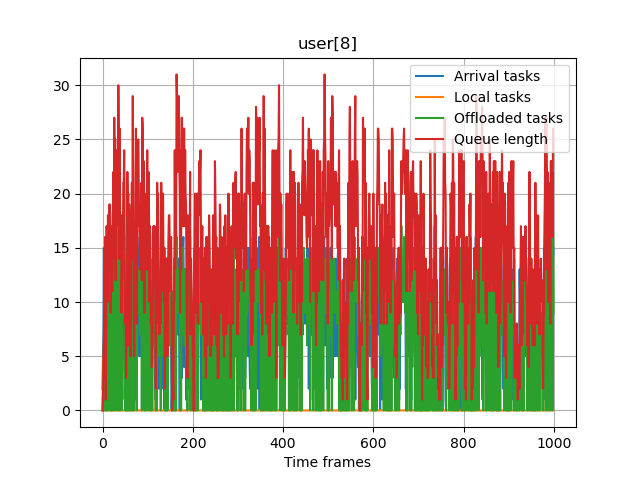 user[8]
30
25
20
15
10
5
0
Arrival tasks
Local tasks
Offloaded tasks
Queue length
0 200 400 600 800 1000
Time frames